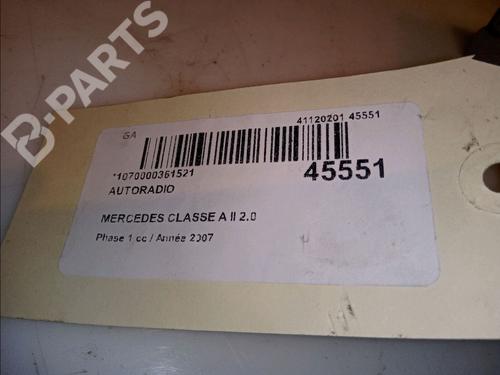 B-PARTS
GA
41120201 45551
*1070000361521
45551
AUTORADIO
MERCEDES CLASSE A II 2.0
Phase 1 cc / Année 2007